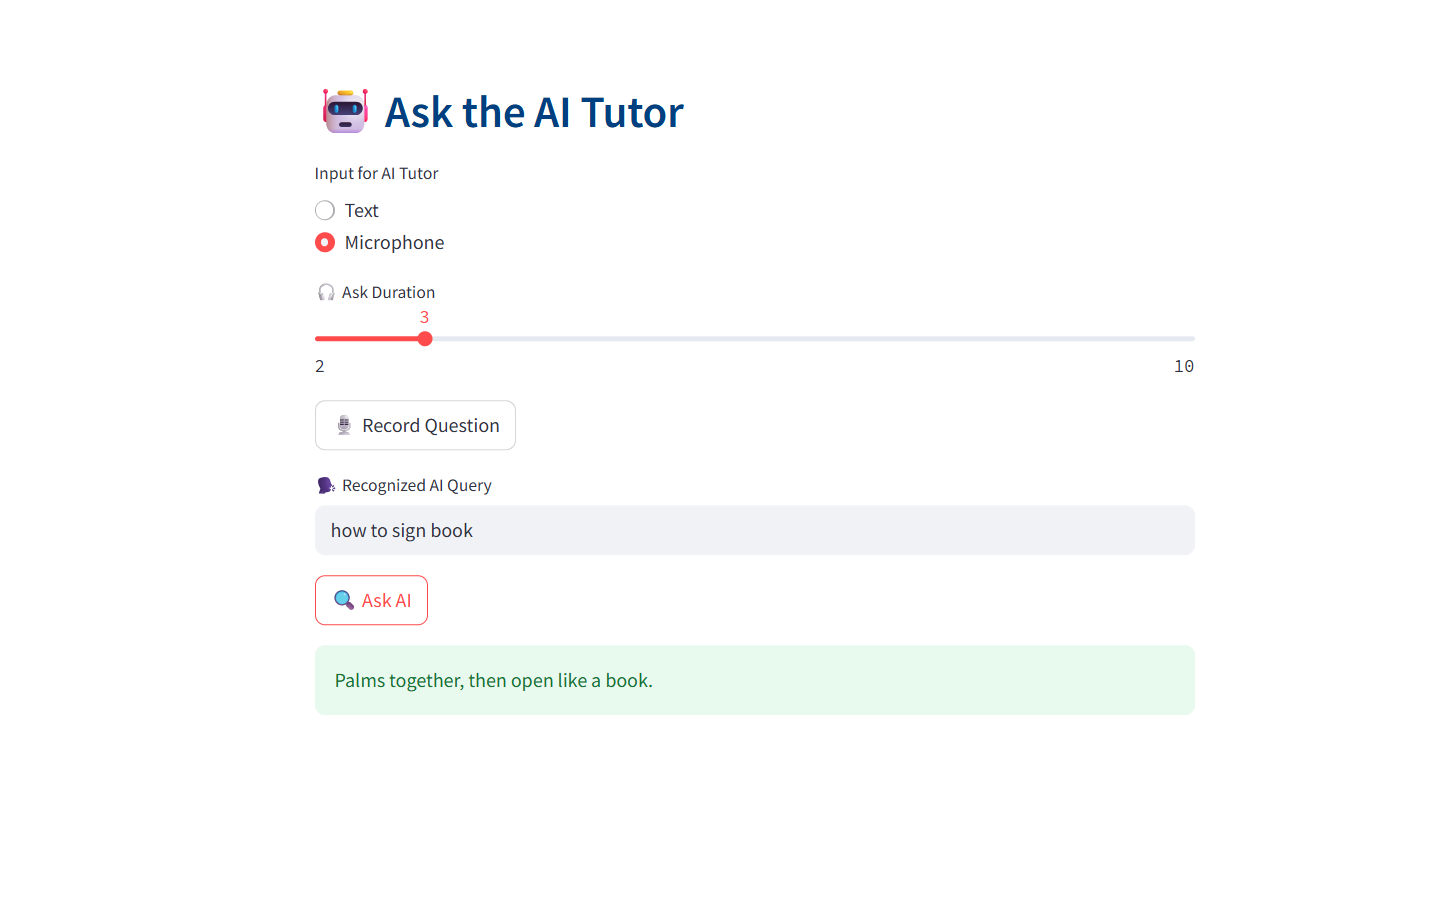 Ask the AI Tutor
Input for AI Tutor
Text
Microphone
Ask Duration
3
2
10
Record Question
Recognized AI Query
how to sign book
Ask AI
Palms together, then open like a book.